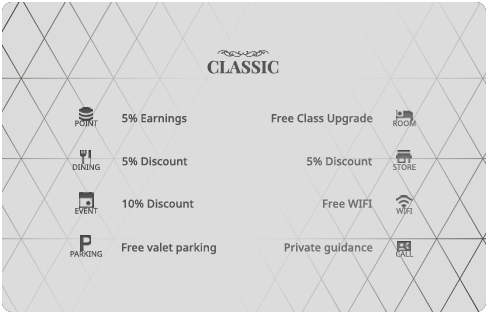 CLASSIC
POINT 5% Earnings
Free Class Upgrade ROOM
DINING 5% Discount
5% Discount STORE
EVENT 10% Discount
Free WIFI WIFI
PARKING Free valet parking
Private guidance CALL